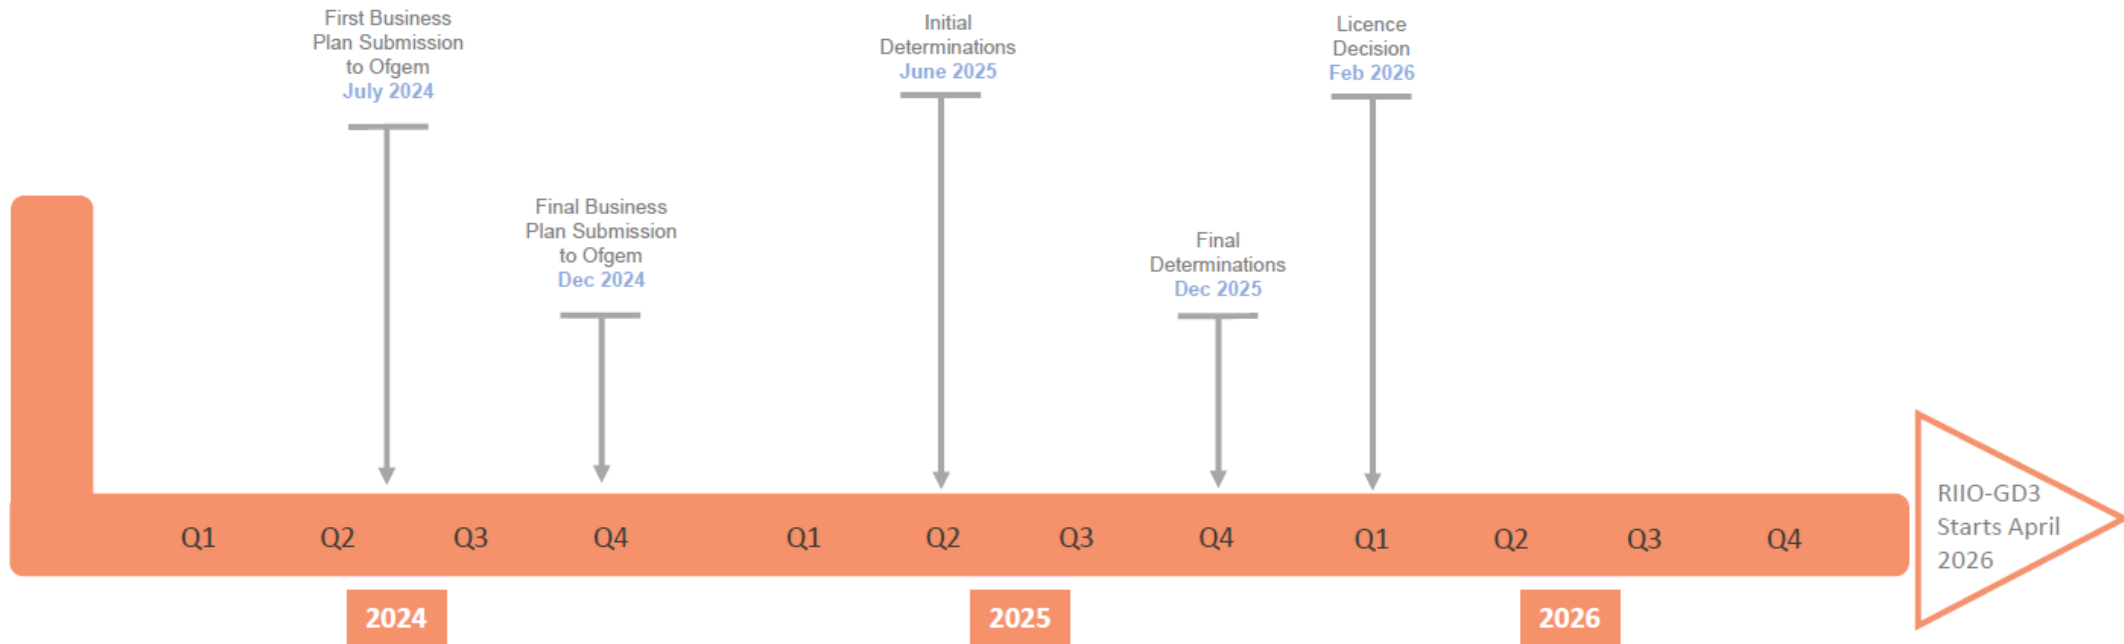 First Business
Plan Submission
to Ofgem
July 2024
Final Business
Plan Submission
to Ofgem
Dec 2024
Initial
Determinations
June 2025
Final
Determinations
Dec 2025
Licence
Decision
Feb 2026
Q1
Q2
Q3
Q4
Q1
Q2
Q3
Q4
Q1
Q2
Q3
Q4
RIIO-GD3
Starts April
2026
2024
2025
2026